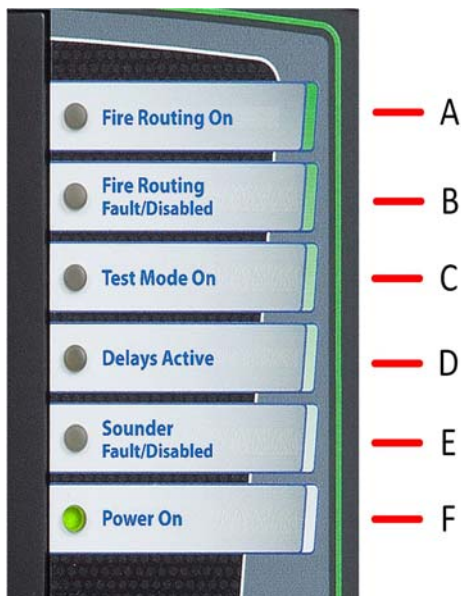 Fire Routing On
A
Fire Routing
Fault/Disabled
B
Test Mode On
C
Delays Active
D
Sounder
Fault/Disabled
E
Power On
F